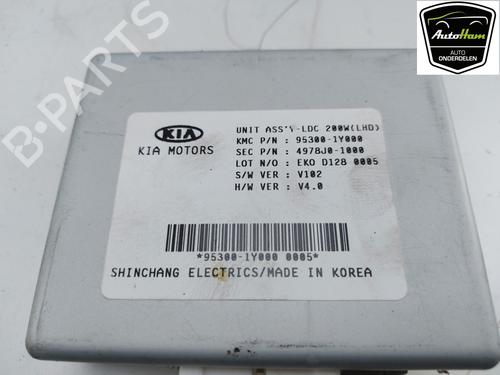 AutoHam
AUTO
ONDERDELEN
B-Parts
KIA
KIA MOTORS
UNIT ASS'Y-LDC 200W(LHD)
KMC P/N : 95300-1Y000
SEC P/N : 4978J0-1000
LOT N/O : EKO D128 0005
S/W VER : V102
H/W VER : V4.0
*95300-1Y000 0005*
SHINCHANG ELECTRICS/MADE IN KOREA